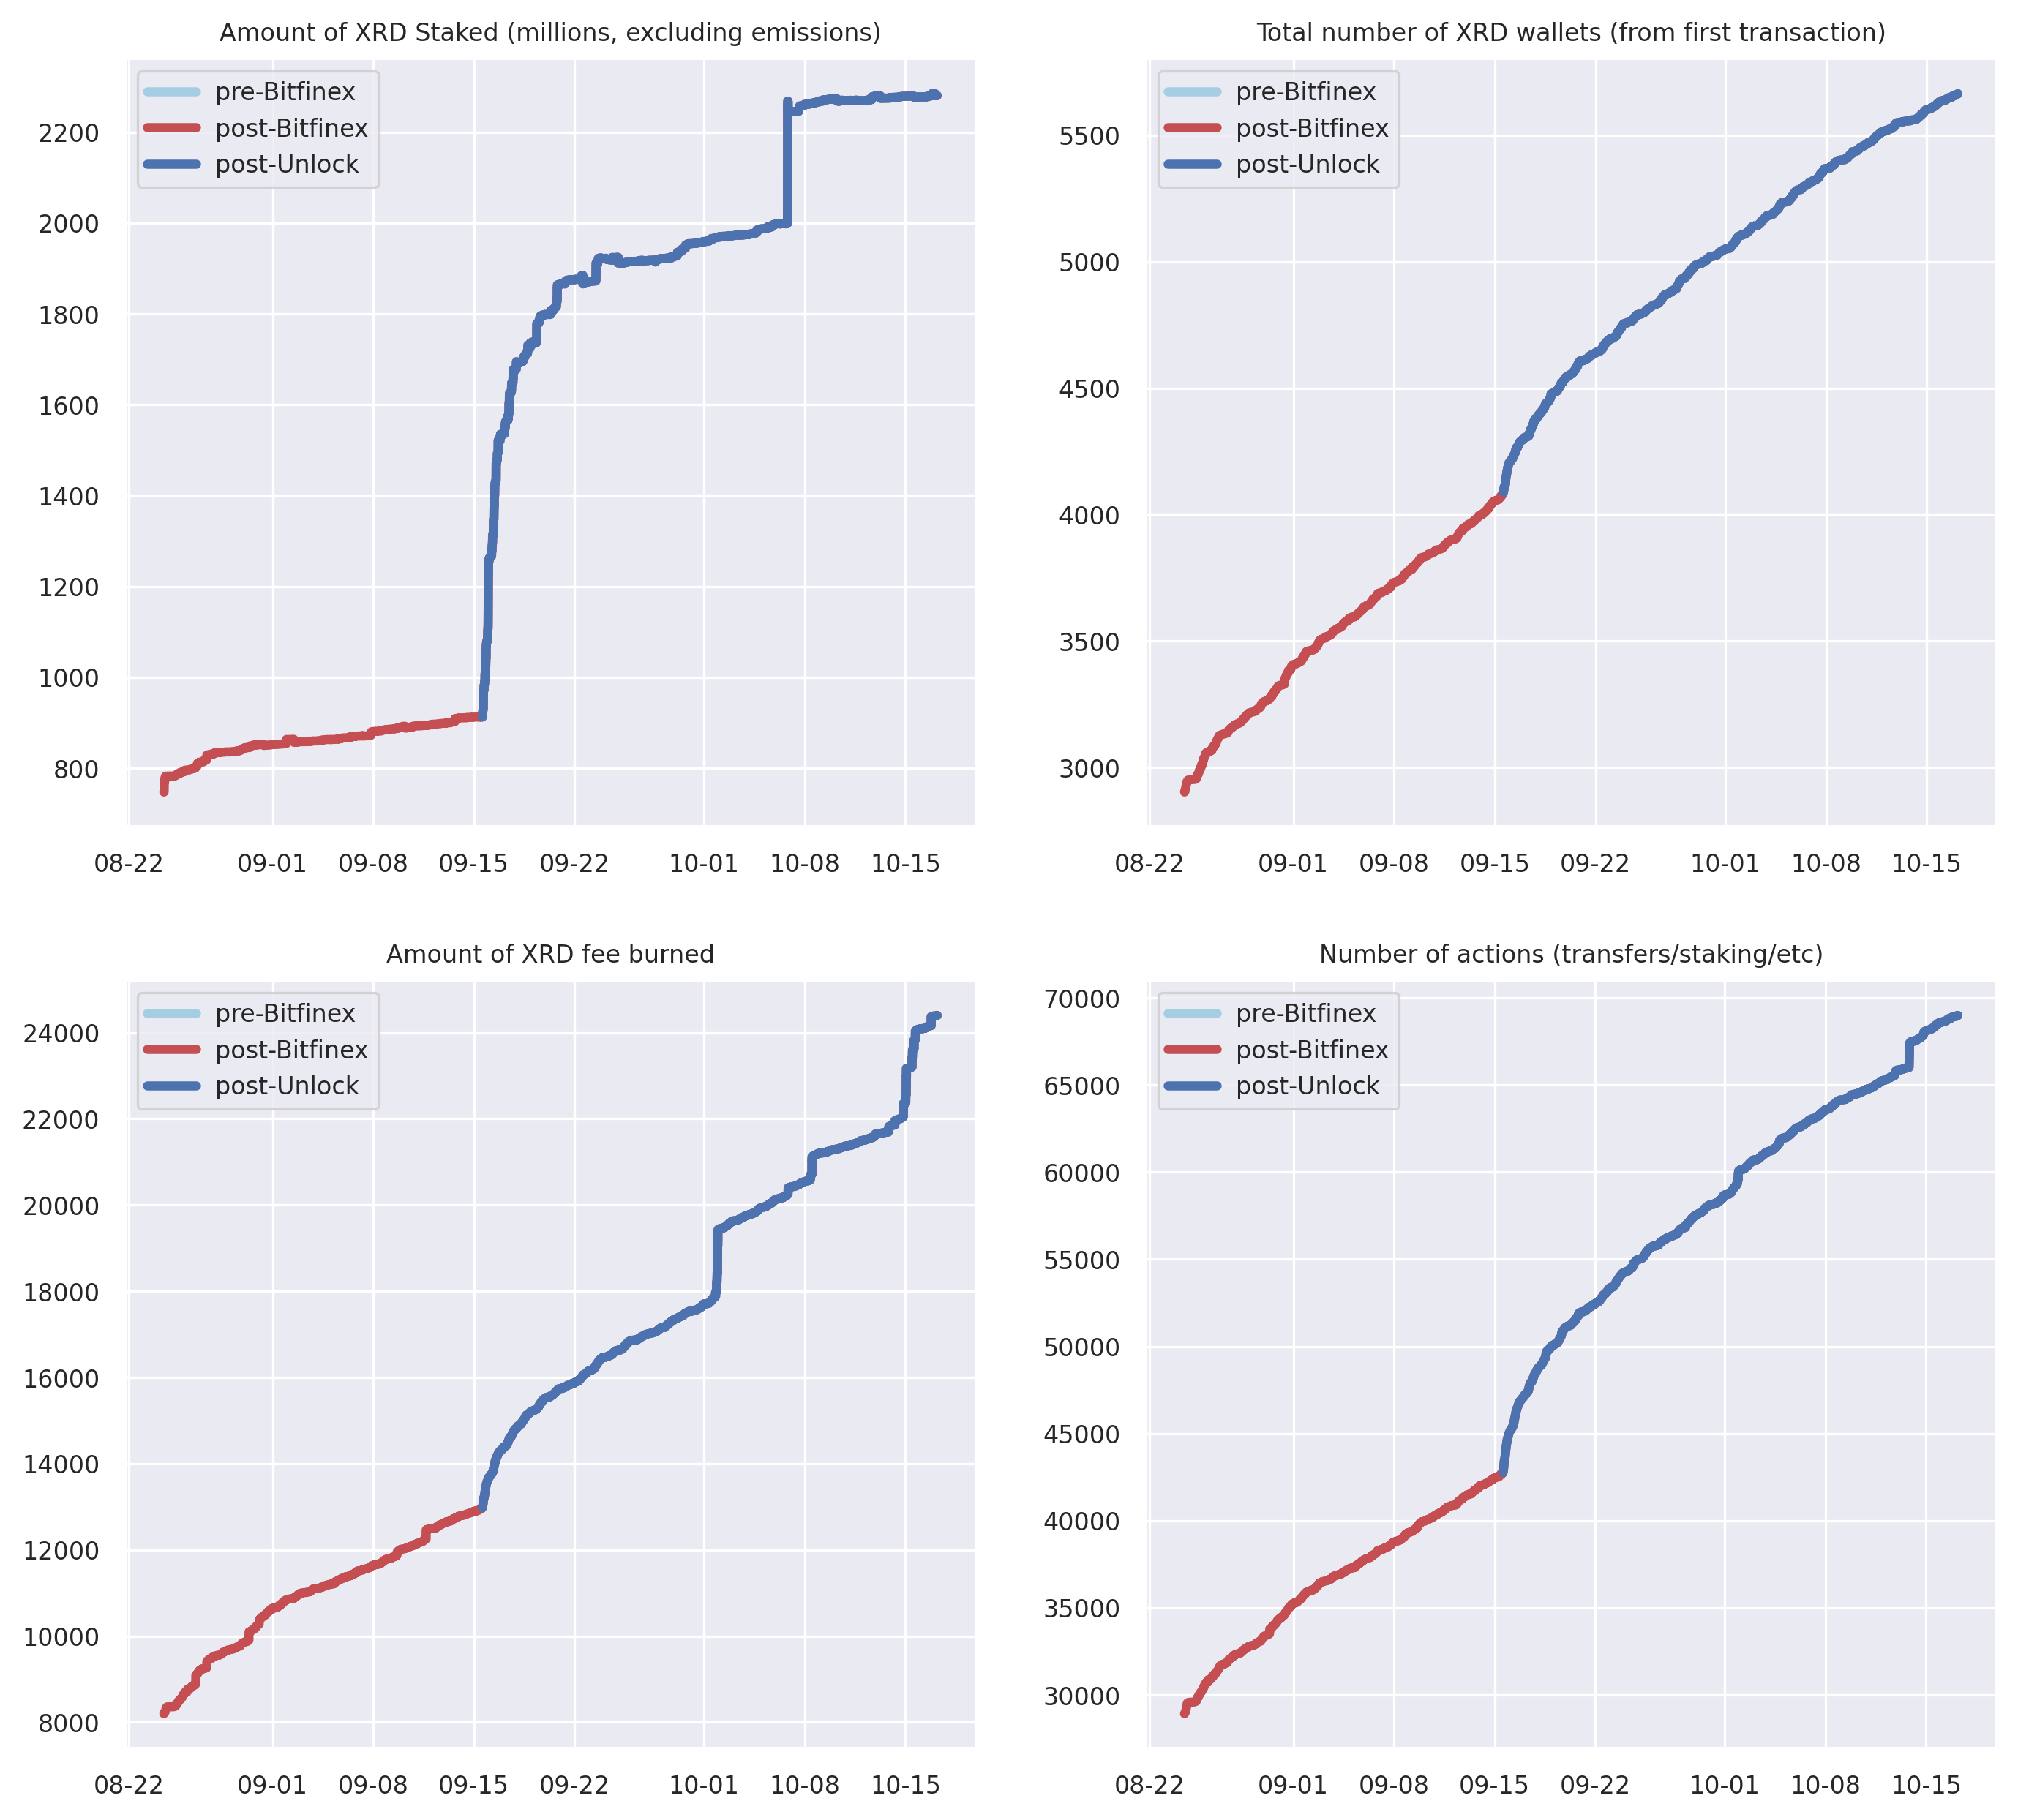 Amount of XRD Staked (millions, excluding emissions)
pre-Bitfinex
post-Bitfinex
post-Unlock
2200
2000
1800
1600
1400
1200
1000
800
08-22 09-01 09-08 09-15 09-22 10-01 10-08 10-15
Total number of XRD wallets (from first transaction)
pre-Bitfinex
post-Bitfinex
post-Unlock
5500
5000
4500
4000
3500
3000
08-22 09-01 09-08 09-15 09-22 10-01 10-08 10-15
Amount of XRD fee burned
pre-Bitfinex
post-Bitfinex
post-Unlock
24000
22000
20000
18000
16000
14000
12000
10000
8000
08-22 09-01 09-08 09-15 09-22 10-01 10-08 10-15
Number of actions (transfers/staking/etc)
pre-Bitfinex
post-Bitfinex
post-Unlock
70000
65000
60000
55000
50000
45000
40000
35000
30000
08-22 09-01 09-08 09-15 09-22 10-01 10-08 10-15